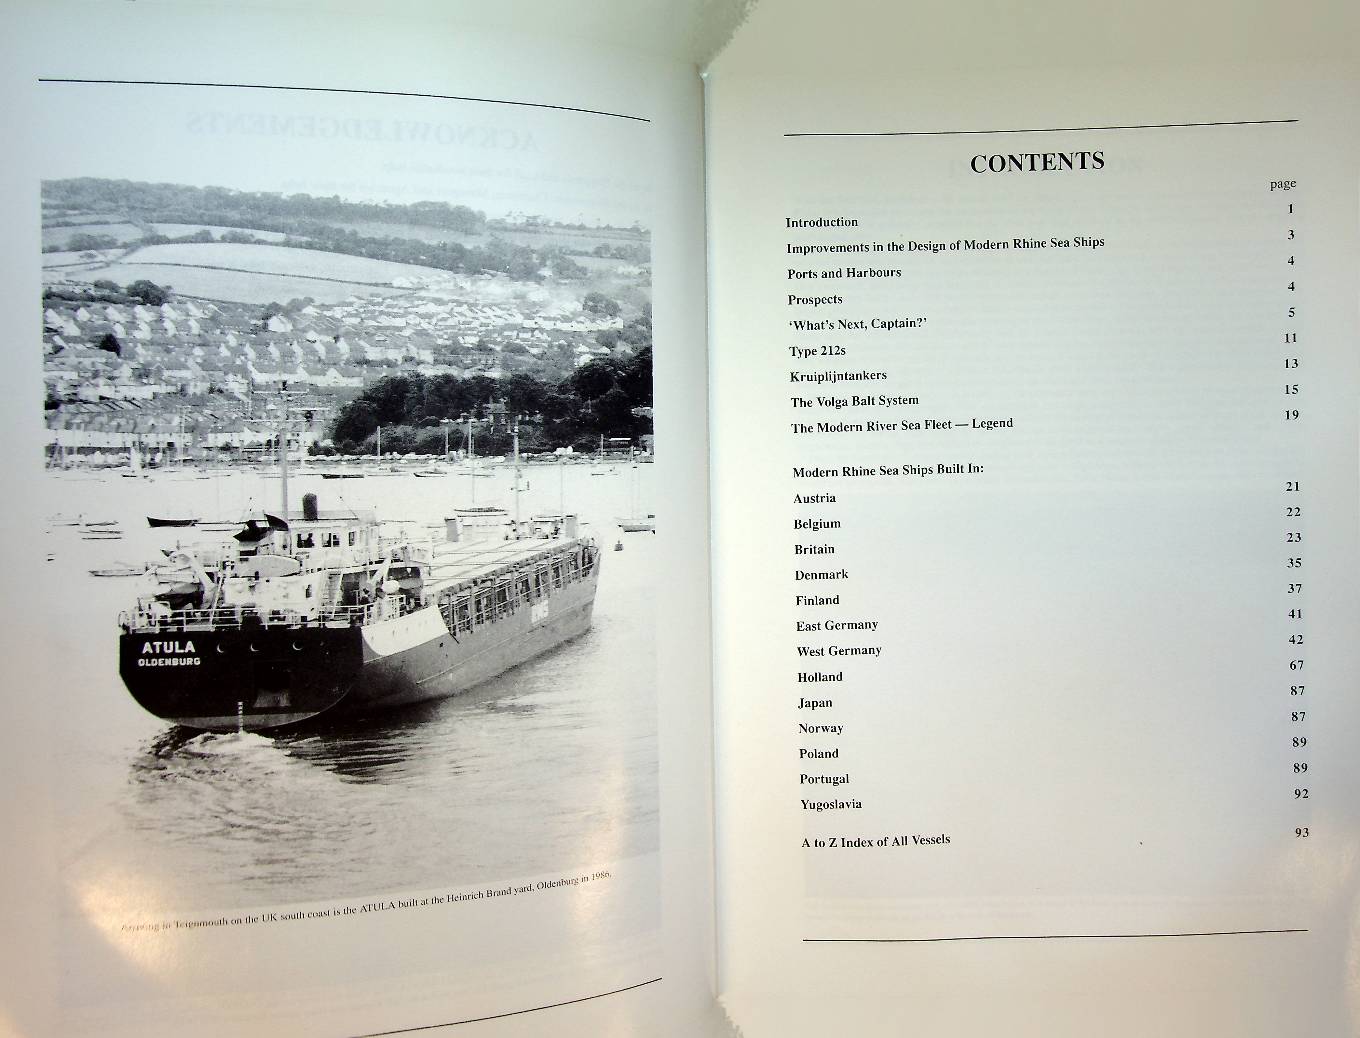 ATULA
OLDENBURG
Arriving in Teignmouth on the UK south coast is the ATULA built at the Heinrich Brand yard, Oldenburg in 1986.
CONTENTS
page
Introduction 1
Improvements in the Design of Modern Rhine Sea Ships 3
Ports and Harbours 4
Prospects 4
‘What’s Next, Captain?’ 5
Type 212s 11
Kruiplijntankers 13
The Volga Balt System 15
The Modern River Sea Fleet — Legend 19
Modern Rhine Sea Ships Built In:
Austria 21
Belgium 22
Britain 23
Denmark 35
Finland 37
East Germany 41
West Germany 42
Holland 67
Japan 87
Norway 87
Poland 89
Portugal 89
Yugoslavia 92
A to Z Index of All Vessels 93